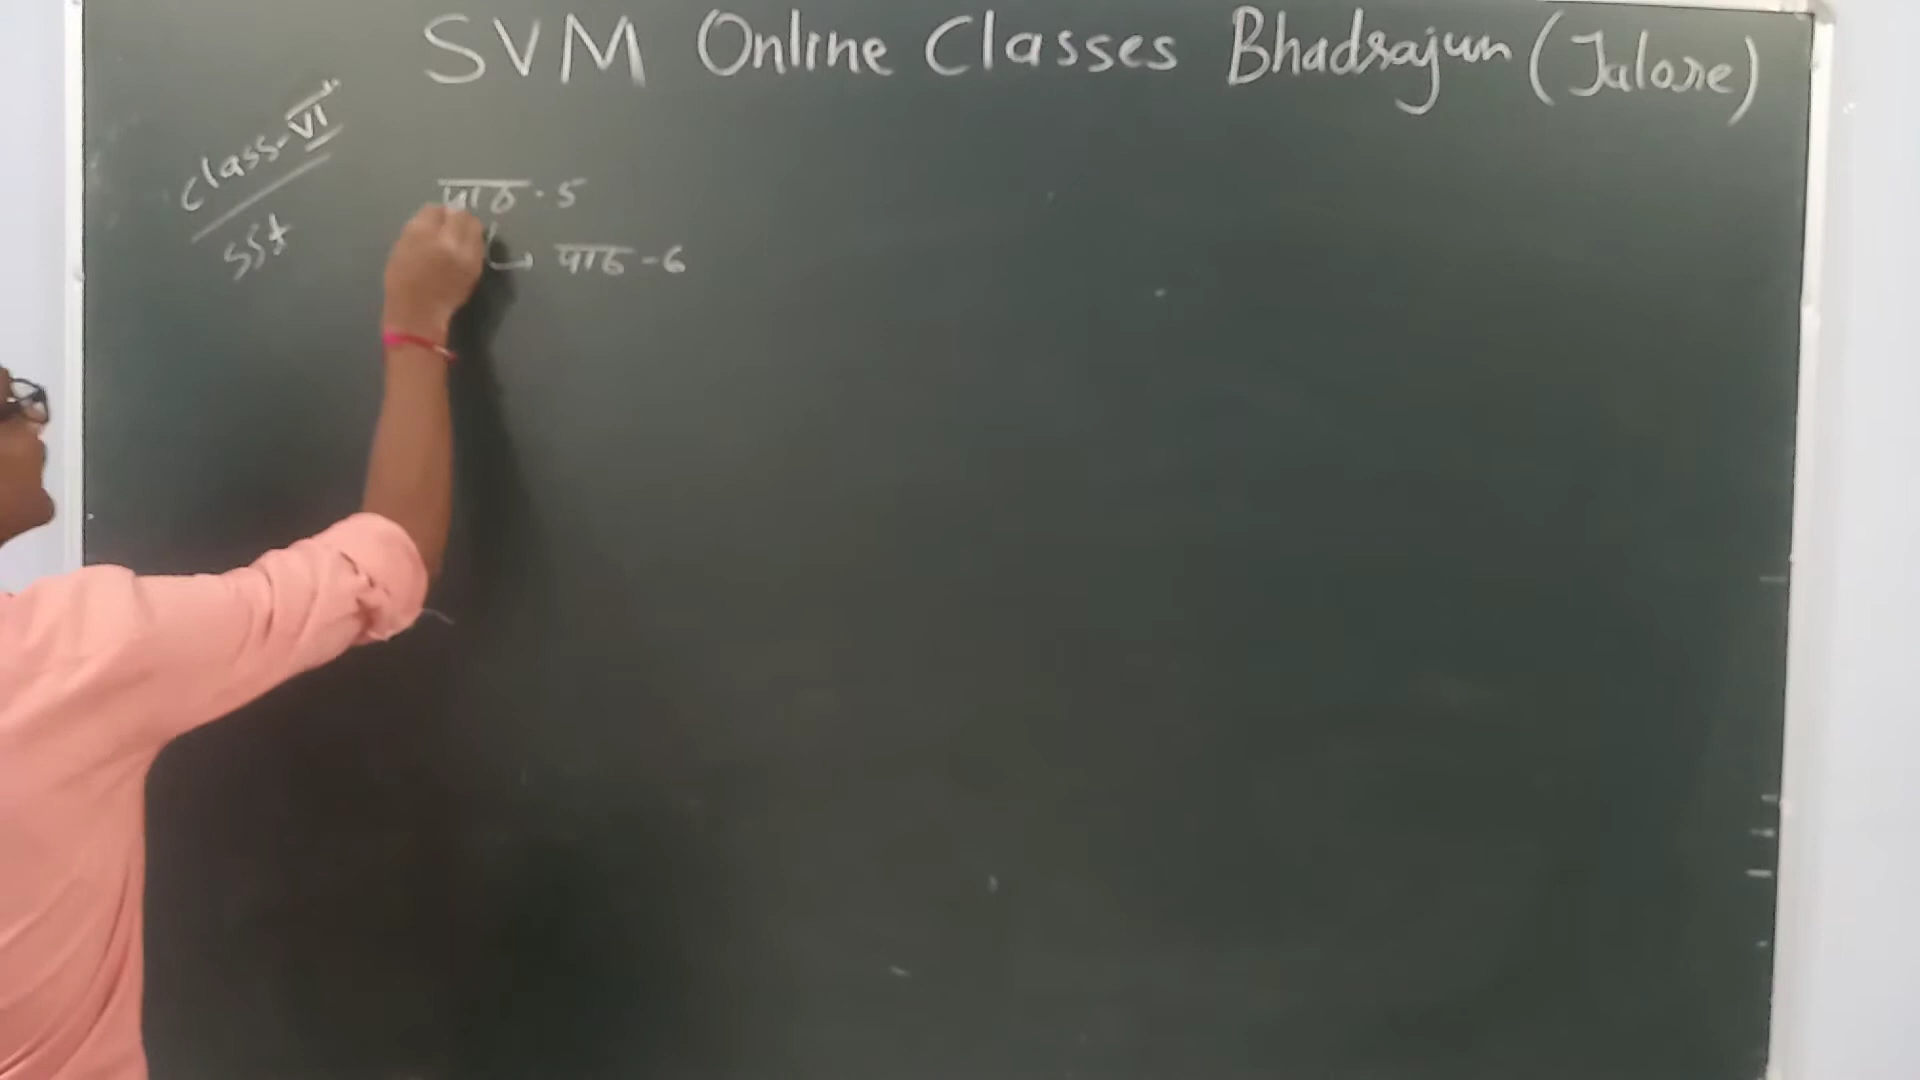 SVM Online Classes Bhadrajun (Jalore)
Class-VI
SSt
पाठ-5
पाठ-6